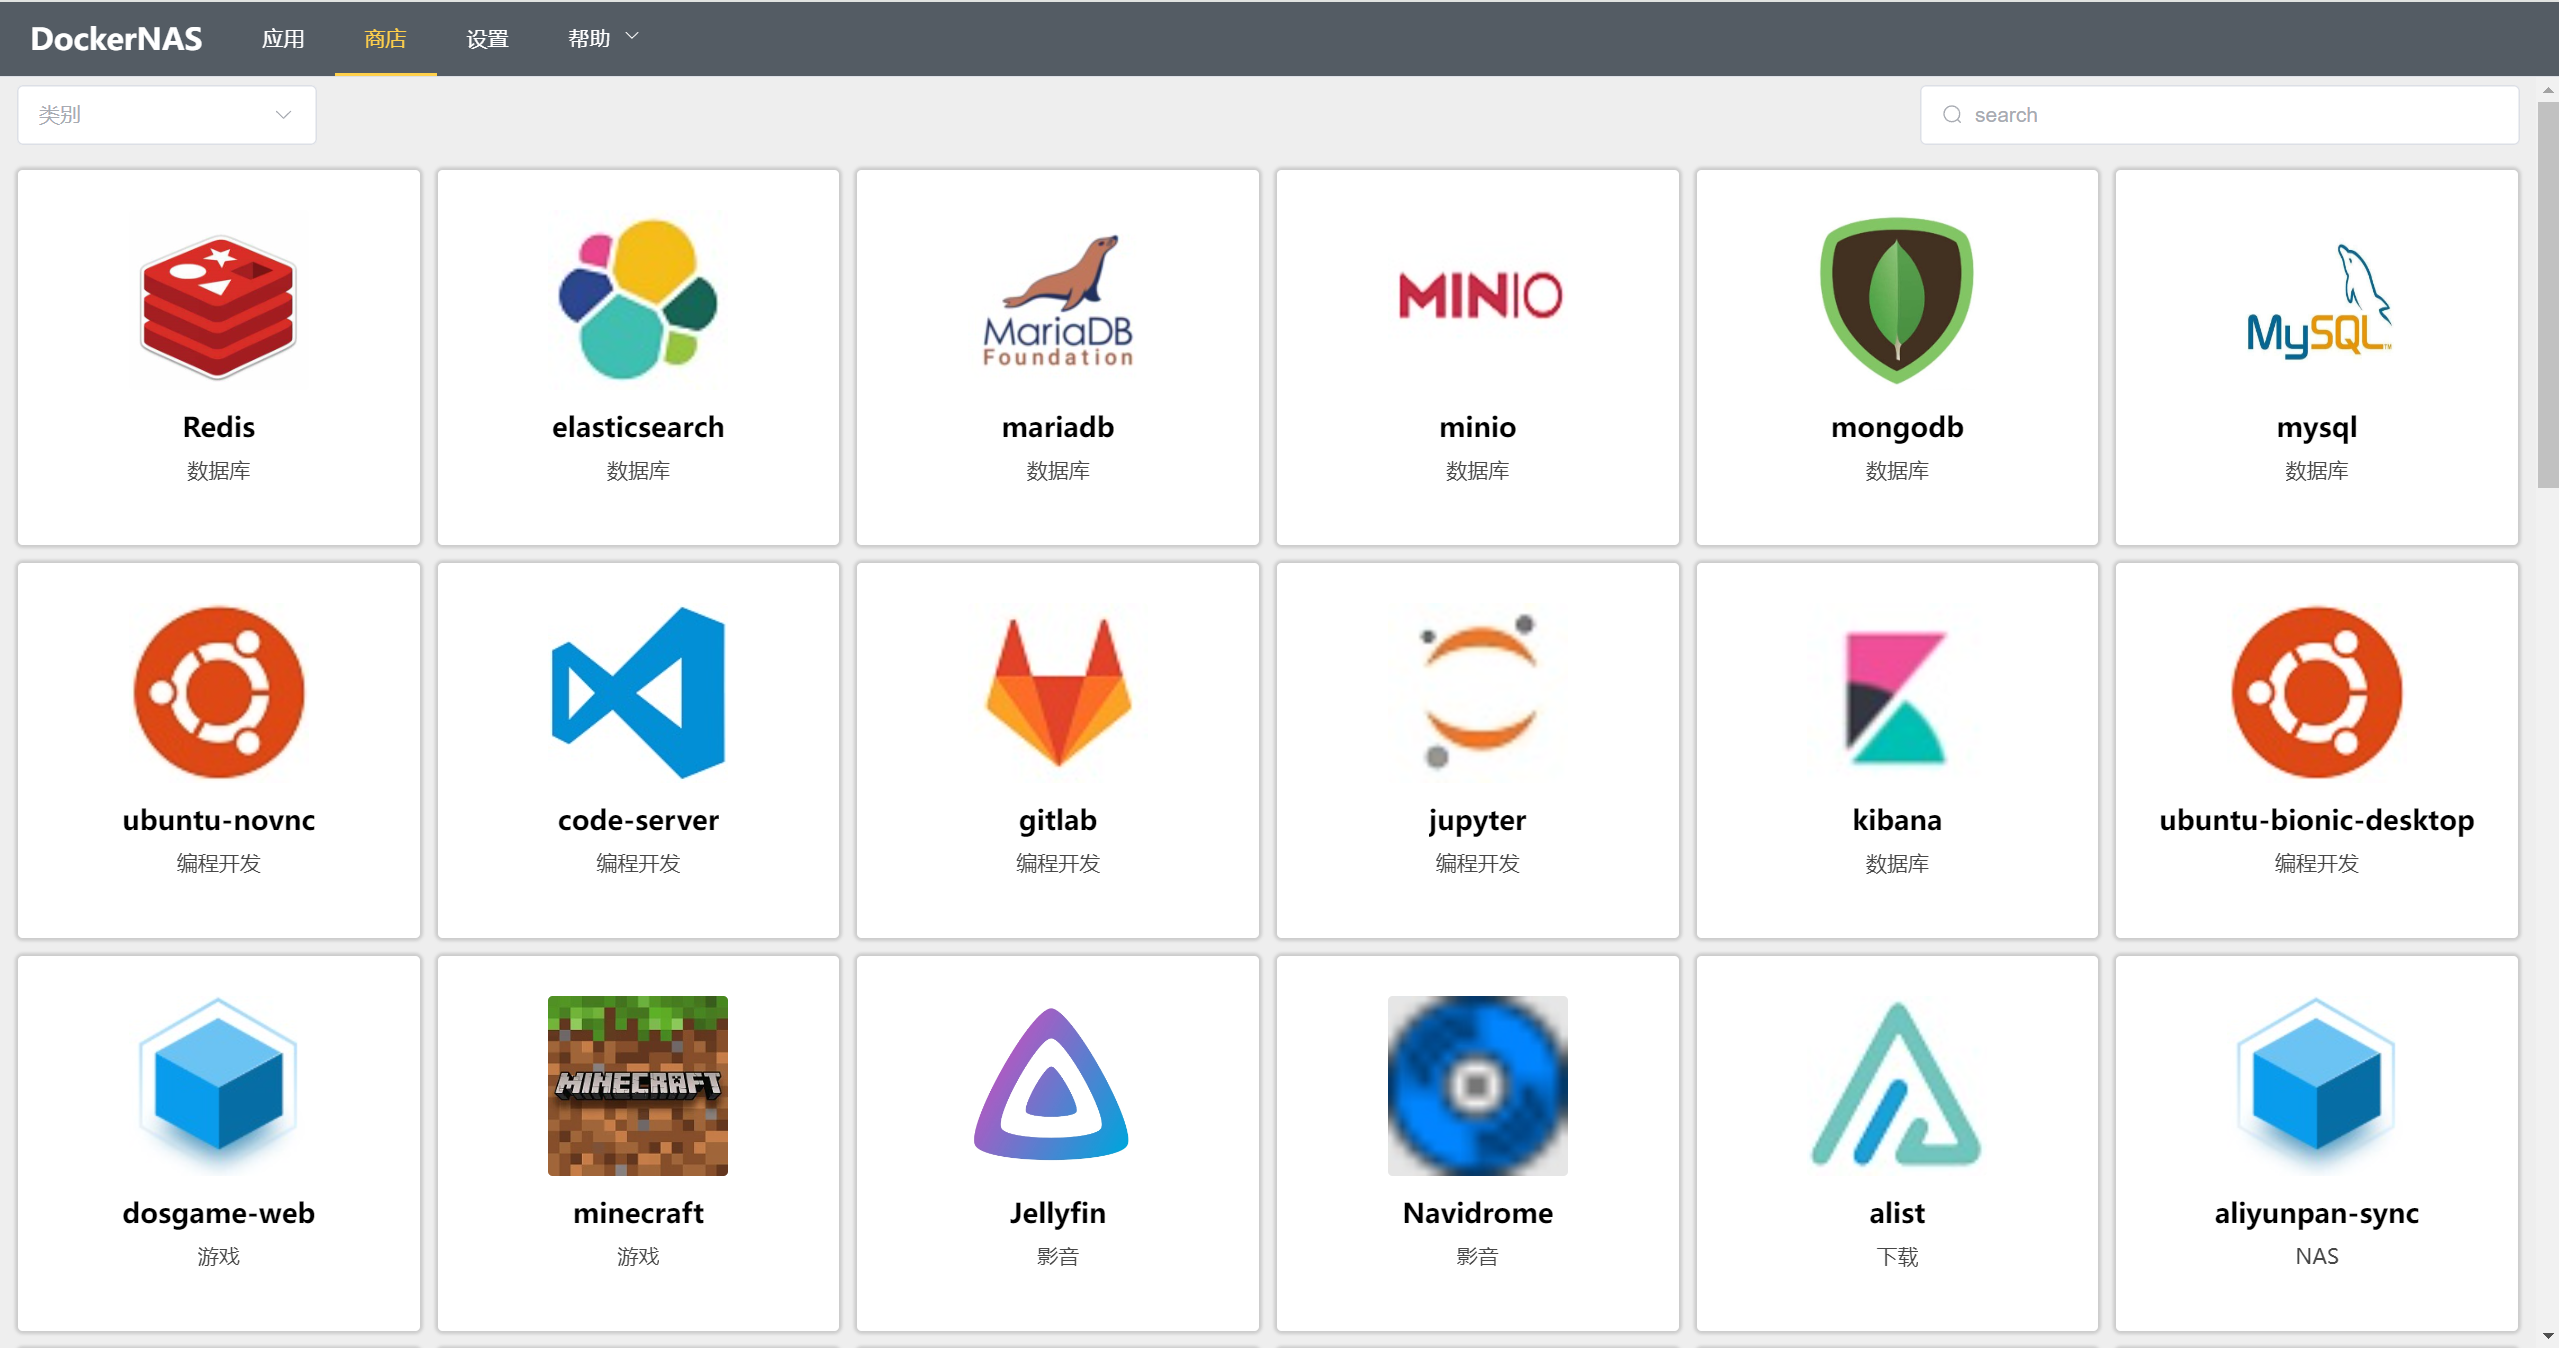 DockerNAS 应用 商店 设置 帮助
类别 search
MariaDB
Foundation
MINIO
MySQL™
Redis elasticsearch mariadb minio mongodb mysql
数据库 数据库 数据库 数据库 数据库 数据库
ubuntu-novnc code-server gitlab jupyter kibana ubuntu-bionic-desktop
编程开发 编程开发 编程开发 编程开发 数据库 编程开发
MINECRAFT
dosgame-web minecraft Jellyfin Navidrome alist aliyunpan-sync
游戏 游戏 影音 影音 下载 NAS